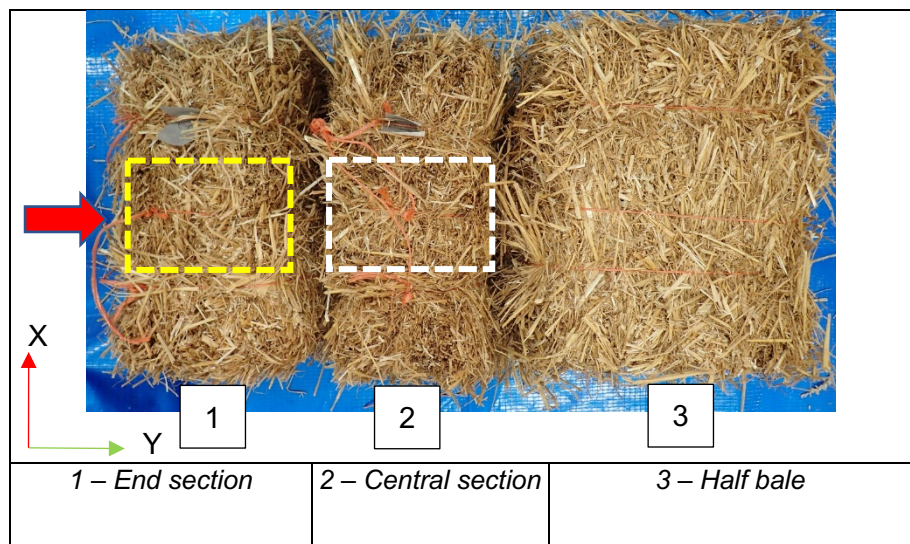 X
Y
1
2
3
1 – End section
2 – Central section
3 – Half bale